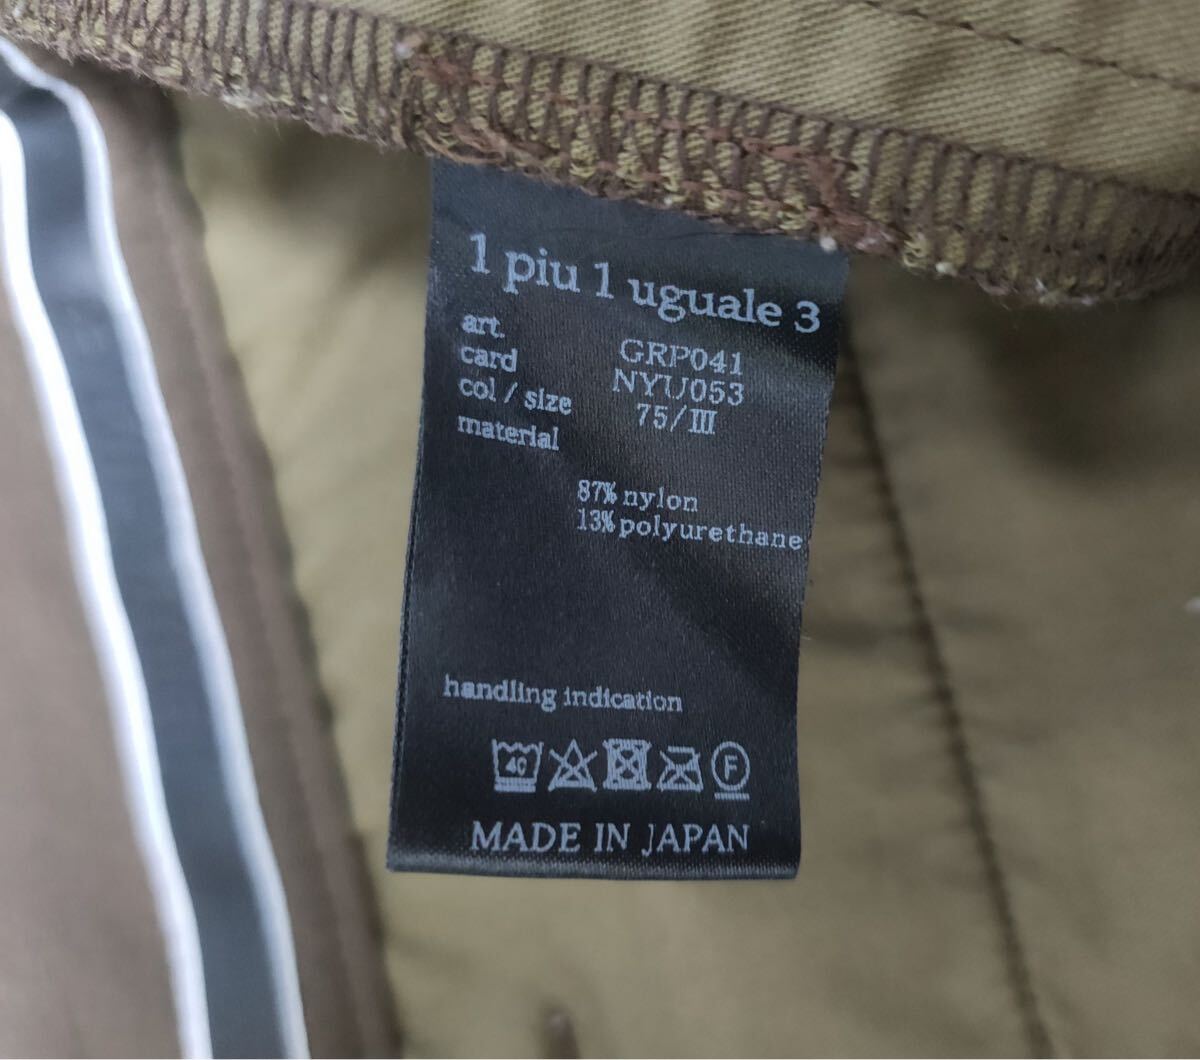 1 piu 1 uguale 3
art. GRP041
card NYU053
col / size 75/III
material
87% nylon
13% polyurethane
handling indication
40 F
MADE IN JAPAN